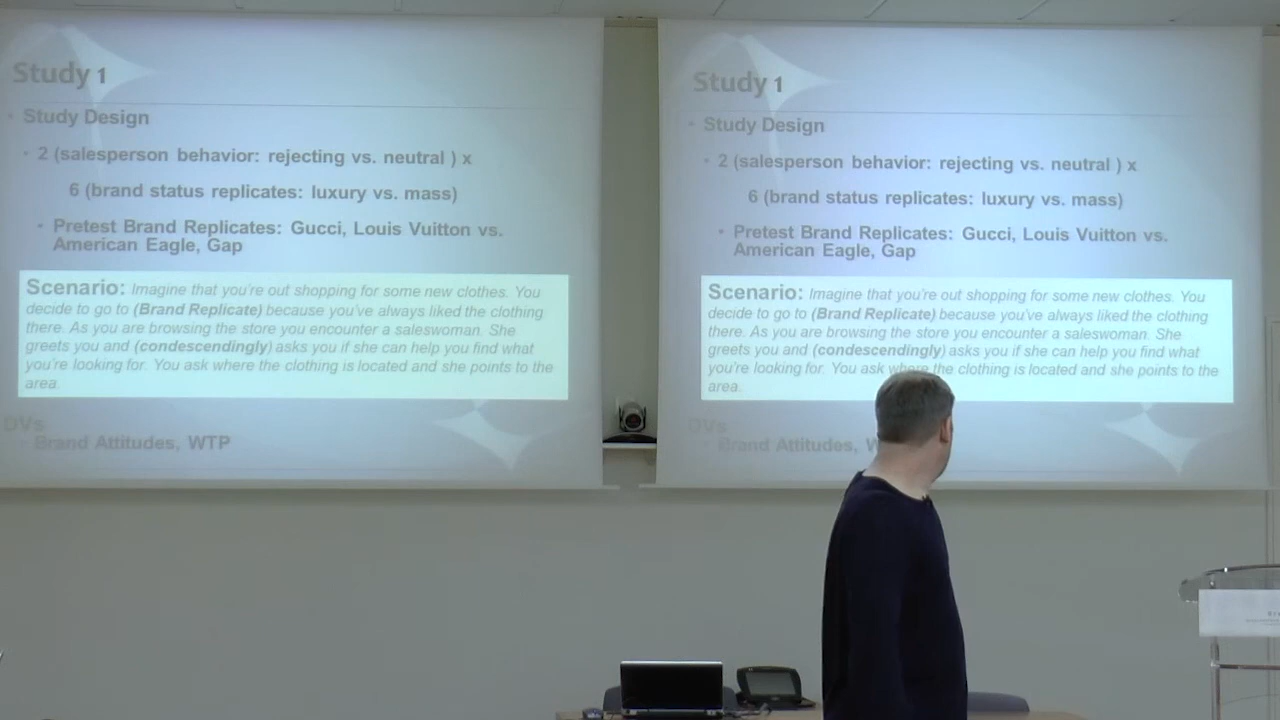 Study 1
• Study Design
• 2 (salesperson behavior: rejecting vs. neutral ) x
6 (brand status replicates: luxury vs. mass)
• Pretest Brand Replicates: Gucci, Louis Vuitton vs.
American Eagle, Gap
Scenario: Imagine that you're out shopping for some new clothes. You
decide to go to (Brand Replicate) because you've always liked the clothing
there. As you are browsing the store you encounter a saleswoman. She
greets you and (condescendingly) asks you if she can help you find what
you're looking for. You ask where the clothing is located and she points to the
area.
DVs
• Brand Attitudes, WTP
Study 1
• Study Design
• 2 (salesperson behavior: rejecting vs. neutral ) x
6 (brand status replicates: luxury vs. mass)
• Pretest Brand Replicates: Gucci, Louis Vuitton vs.
American Eagle, Gap
Scenario: Imagine that you're out shopping for some new clothes. You
decide to go to (Brand Replicate) because you've always liked the clothing
there. As you are browsing the store you encounter a saleswoman. She
greets you and (condescendingly) asks you if she can help you find what
you're looking for. You ask where the clothing is located and she points to the
area.
DVs
• Brand Attitudes,